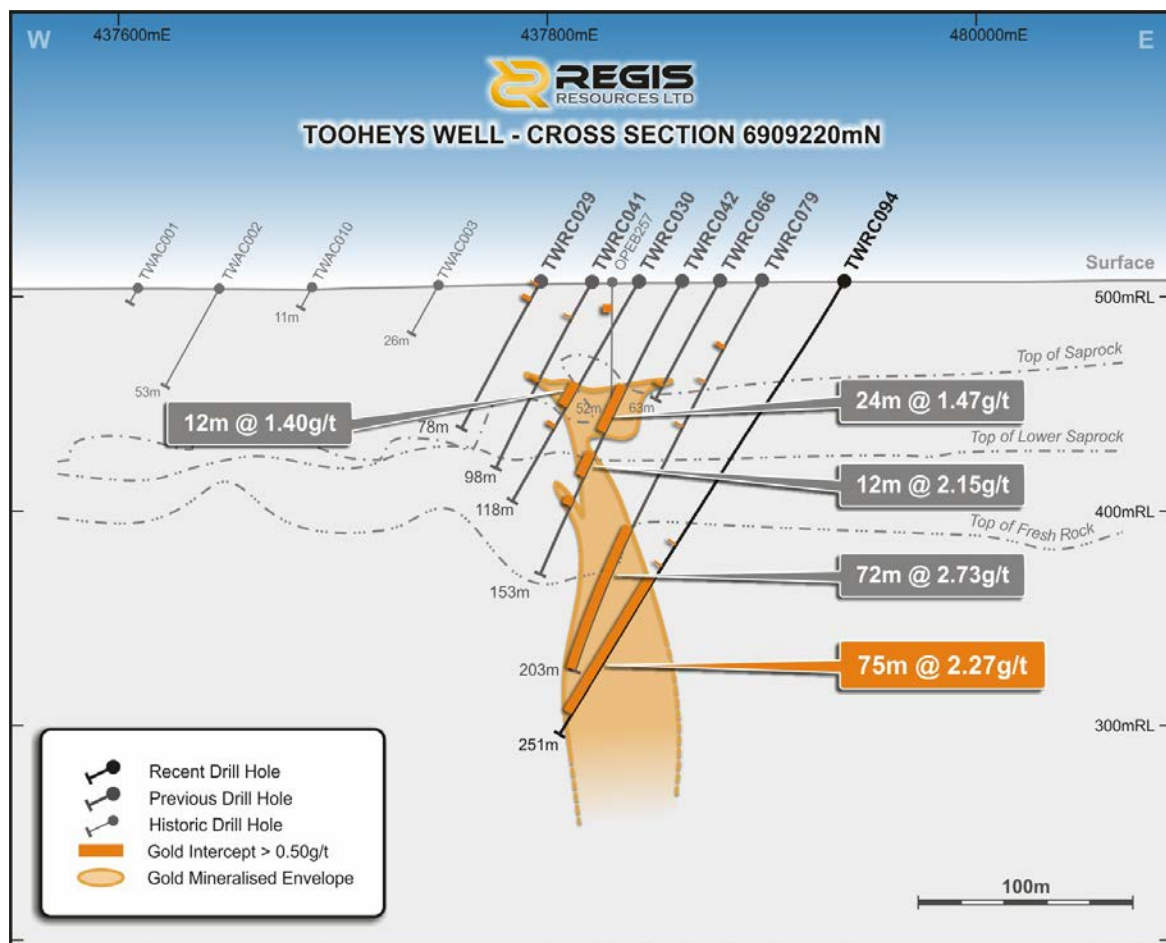 437600mE
437800mE
480000mE
W
E
REGIS
RESOURCES LTD
TOOHEYS WELL - CROSS SECTION 6909220mN
TWAC001
TWAC002
TWAC010
TWAC003
TWRC029
TWRC041
OPEB257
TWRC030
TWRC042
TWRC066
TWRC079
TWRC094
Surface
500mRL
11m
26m
53m
Top of Saprock
12m @ 1.40g/t
52m
63m
24m @ 1.47g/t
78m
Top of Lower Saprock
98m
12m @ 2.15g/t
118m
400mRL
Top of Fresh Rock
153m
72m @ 2.73g/t
203m
75m @ 2.27g/t
251m
300mRL
Recent Drill Hole
Previous Drill Hole
Historic Drill Hole
Gold Intercept > 0.50g/t
Gold Mineralised Envelope
100m